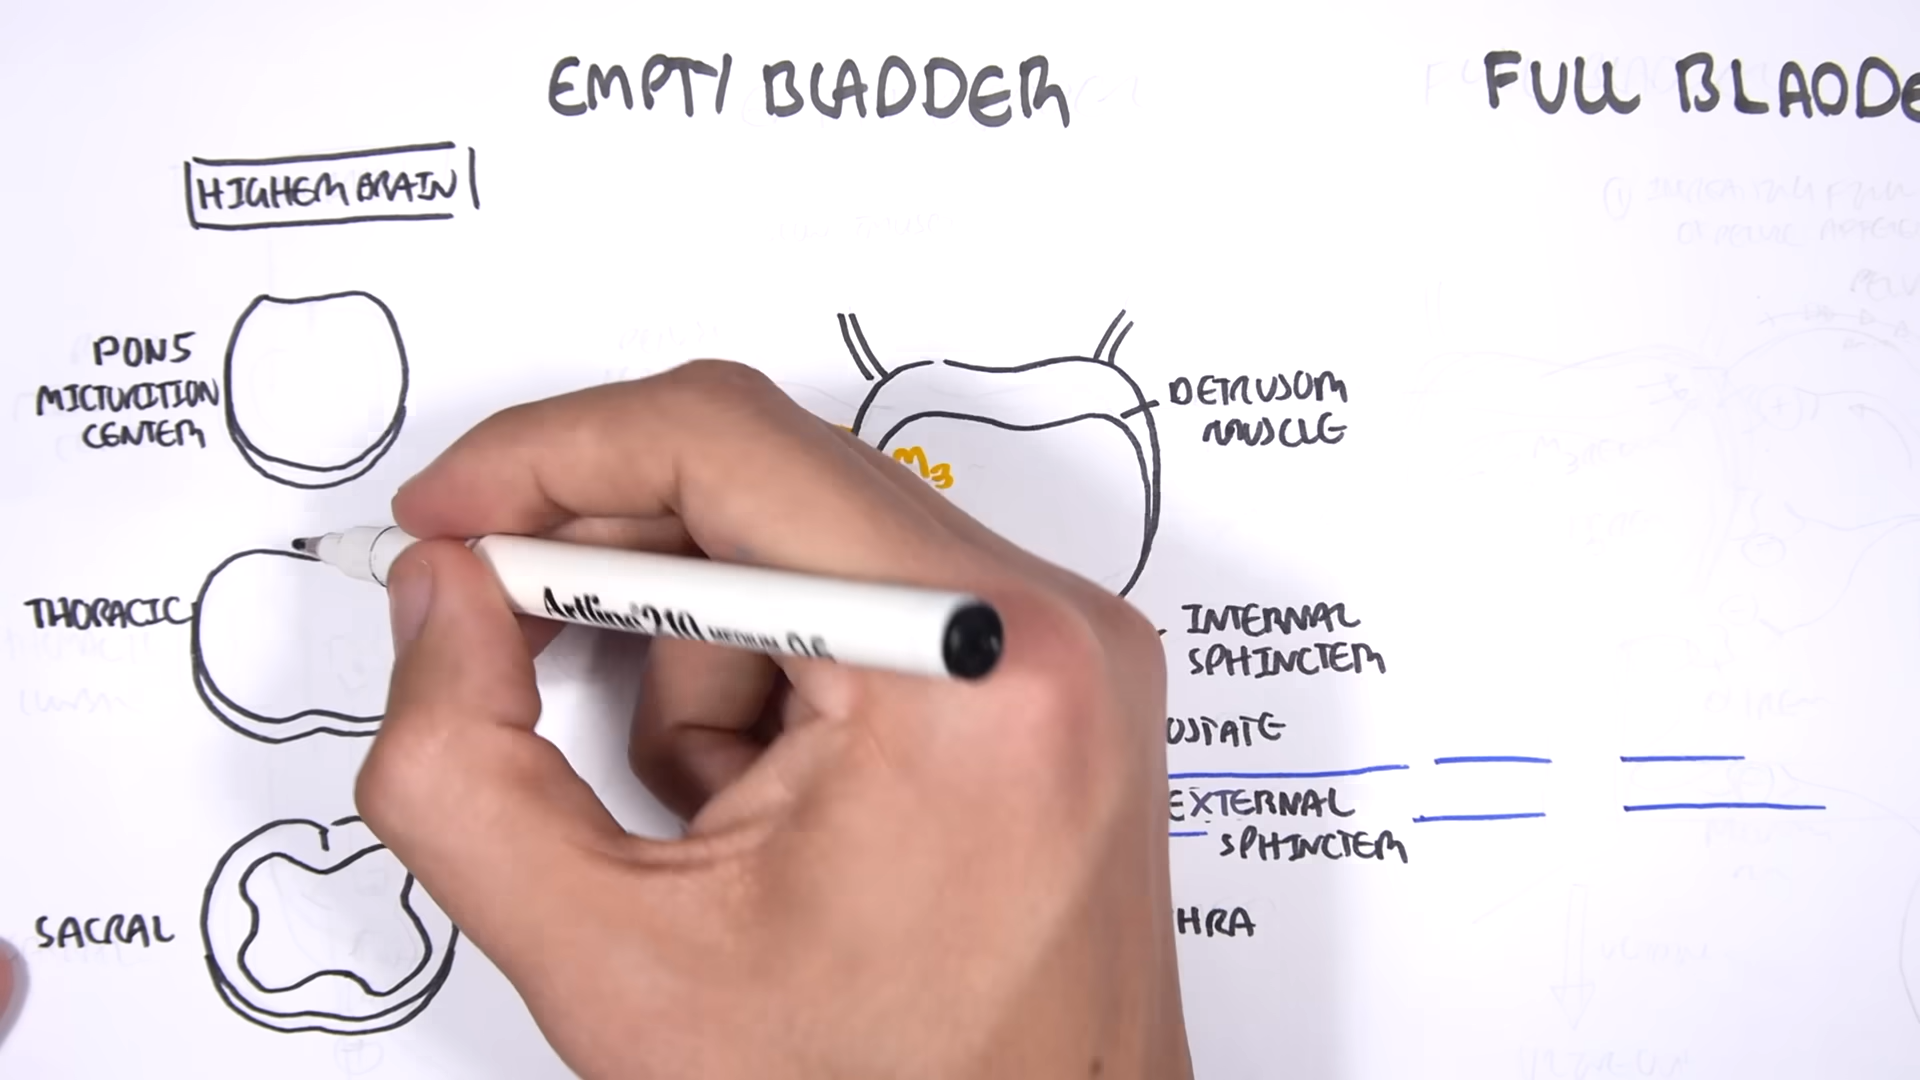 EMPTY BLADDER
FULL BLADDE
HIGHER BRAIN
PONS
MICTURITION
CENTER
DETRUSOR
MUSCLE
M3
THORACIC
Artline 210 MEDIUM 0.6
INTERNAL
SPHINCTER
OSTATE
EXTERNAL
SPHINCTER
SACRAL
HRA